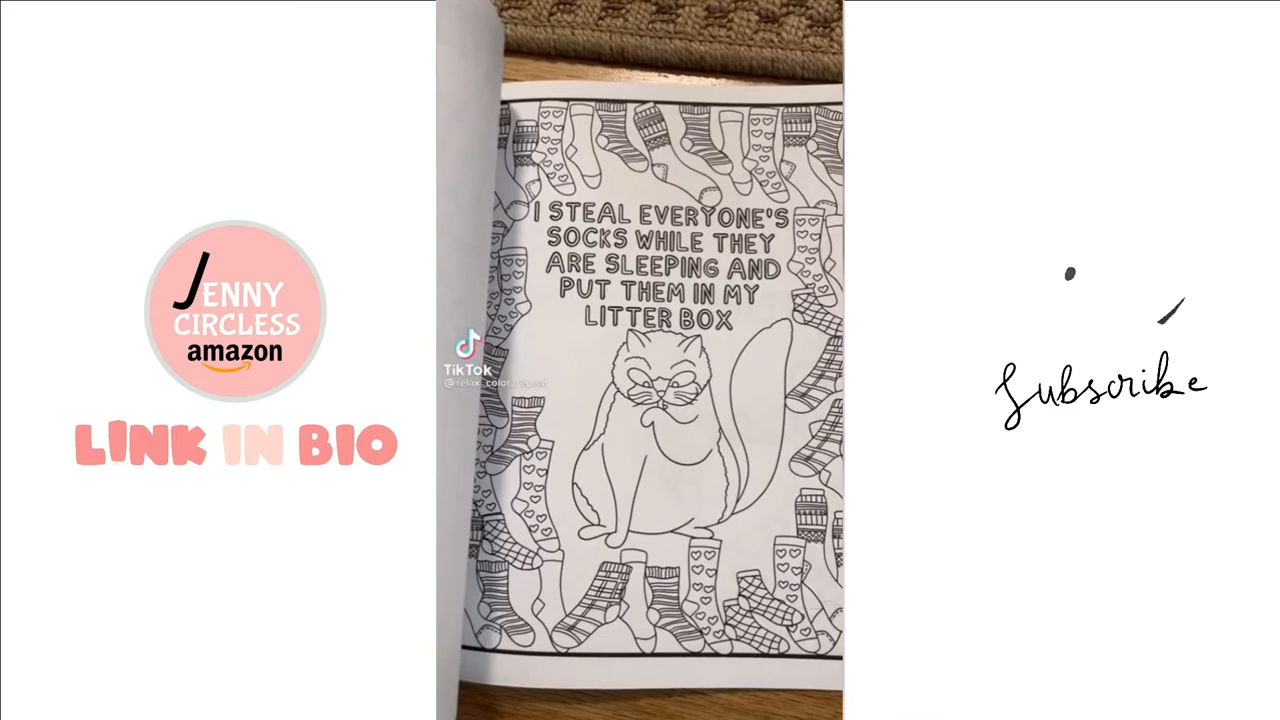 JENNY
CIRCLESS
amazon
LINK IN BIO
I STEAL EVERYONE'S
SOCKS WHILE THEY
ARE SLEEPING AND
PUT THEM IN MY
LITTER BOX
TikTok
Subscribe